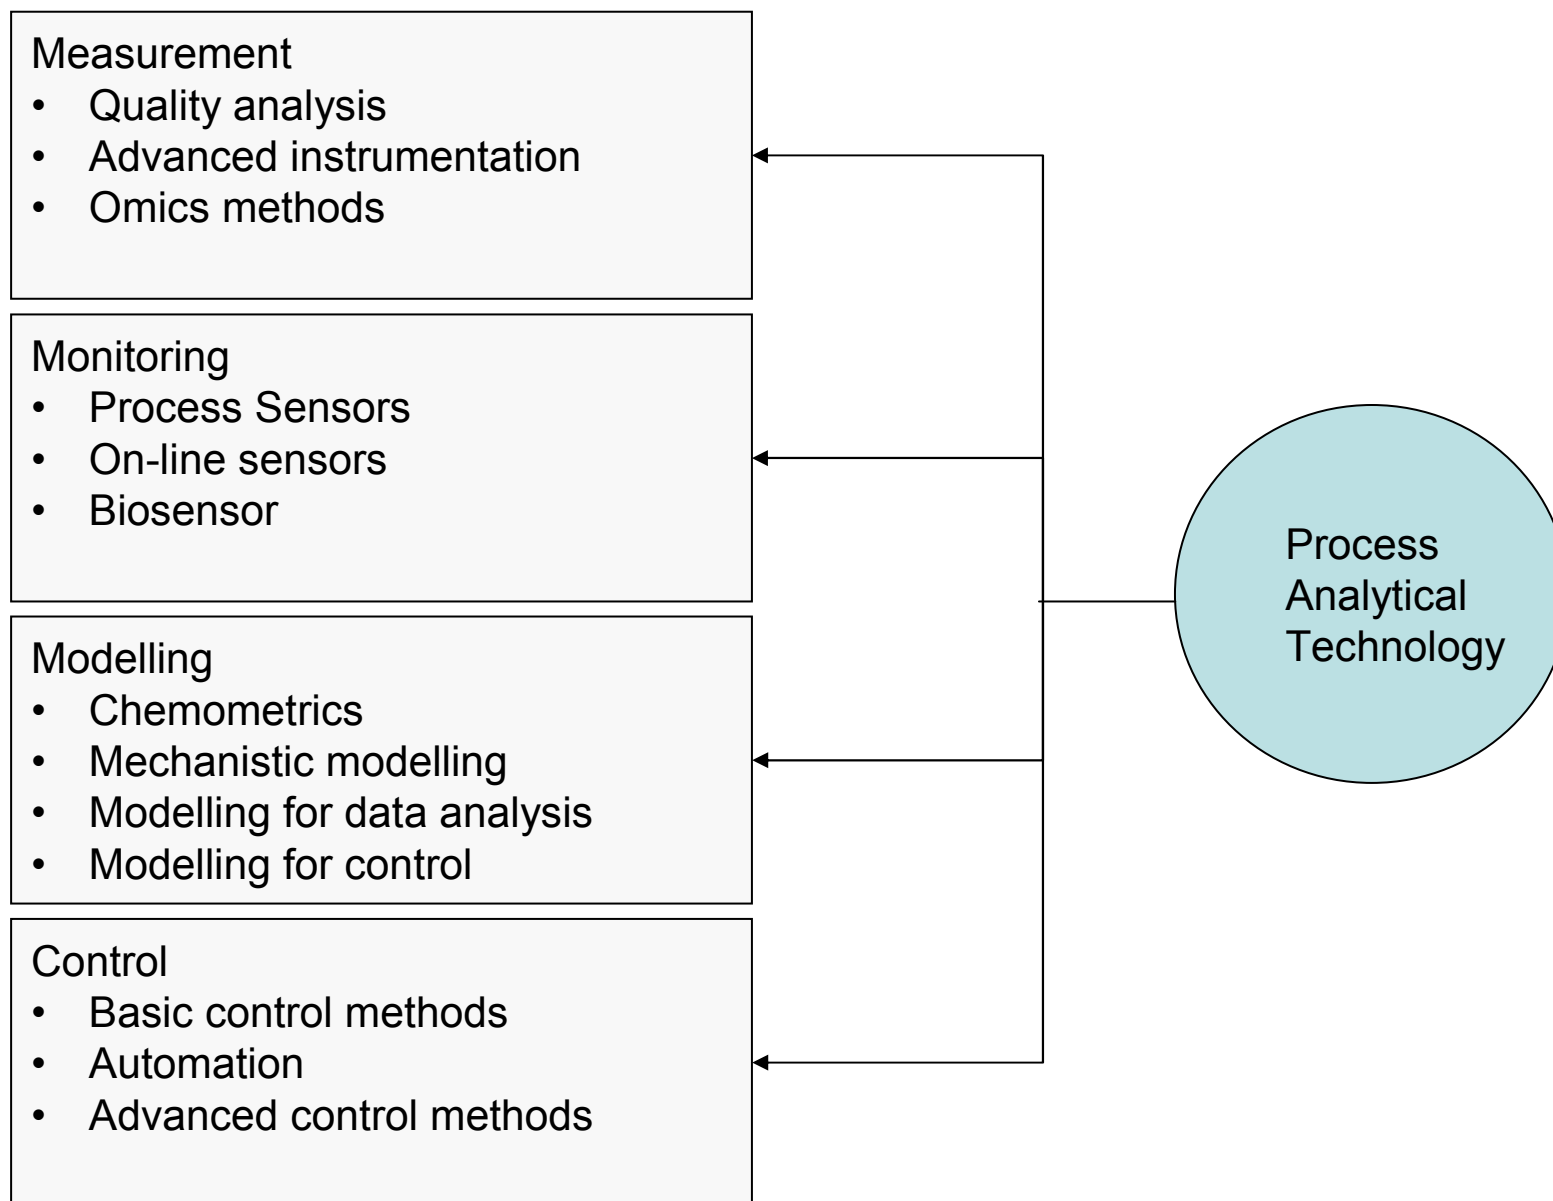 Measurement
• Quality analysis
• Advanced instrumentation
• Omics methods
Monitoring
• Process Sensors
• On-line sensors
• Biosensor
Modelling
• Chemometrics
• Mechanistic modelling
• Modelling for data analysis
• Modelling for control
Control
• Basic control methods
• Automation
• Advanced control methods
Process
Analytical
Technology